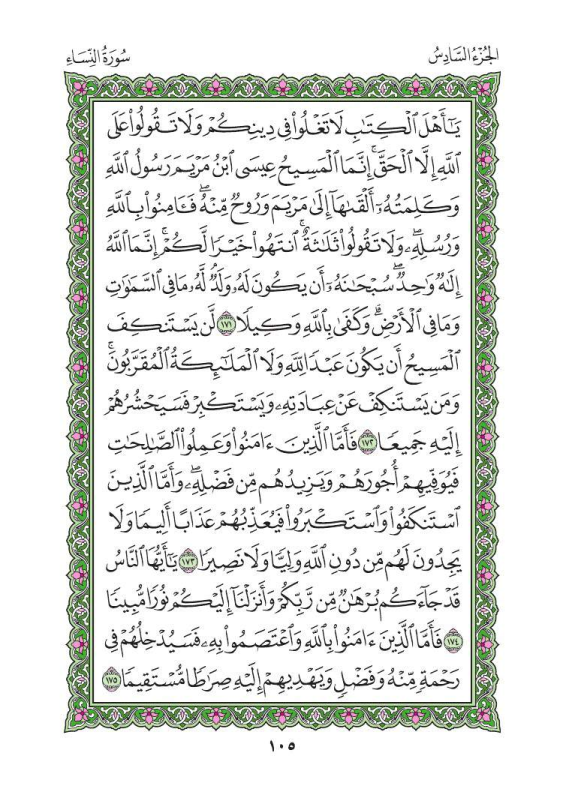 الجزء السادس
سورة النساء
يَٰٓأَهۡلَ ٱلۡكِتَٰبِ لَا تَغۡلُواْ فِي دِينِكُمۡ وَلَا تَقُولُواْ عَلَى
ٱللَّهِ إِلَّا ٱلۡحَقَّۚ إِنَّمَا ٱلۡمَسِيحُ عِيسَى ٱبۡنُ مَرۡيَمَ رَسُولُ ٱللَّهِ
وَكَلِمَتُهُۥٓ أَلۡقَىٰهَآ إِلَىٰ مَرۡيَمَ وَرُوحٞ مِّنۡهُۖ فَـَٔامِنُواْ بِٱللَّهِ
وَرُسُلِهِۦۖ وَلَا تَقُولُواْ ثَلَٰثَةٌۚ ٱنتَهُواْ خَيۡرٗا لَّكُمۡۚ إِنَّمَا ٱللَّهُ
إِلَٰهٞ وَٰحِدٞۖ سُبۡحَٰنَهُۥٓ أَن يَكُونَ لَهُۥ وَلَدٞۘ لَّهُۥ مَا فِي ٱلسَّمَٰوَٰتِ
وَمَا فِي ٱلۡأَرۡضِۗ وَكَفَىٰ بِٱللَّهِ وَكِيلٗا ١٧١ لَّن يَسۡتَنكِفَ
ٱلۡمَسِيحُ أَن يَكُونَ عَبۡدٗا لِّلَّهِ وَلَا ٱلۡمَلَٰٓئِكَةُ ٱلۡمُقَرَّبُونَۚ
وَمَن يَسۡتَنكِفۡ عَنۡ عِبَادَتِهِۦ وَيَسۡتَكۡبِرۡ فَسَيَحۡشُرُهُمۡ
إِلَيۡهِ جَمِيعٗا ١٧٢ فَأَمَّا ٱلَّذِينَ ءَامَنُواْ وَعَمِلُواْ ٱلصَّٰلِحَٰتِ
فَيُوَفِّيهِمۡ أُجُورَهُمۡ وَيَزِيدُهُم مِّن فَضۡلِهِۦۖ وَأَمَّا ٱلَّذِينَ
ٱسۡتَنكَفُواْ وَٱسۡتَكۡبَرُواْ فَيُعَذِّبُهُمۡ عَذَابًا أَلِيمٗا وَلَا
يَجِدُونَ لَهُم مِّن دُونِ ٱللَّهِ وَلِيّٗا وَلَا نَصِيرٗا ١٧٣ يَٰٓأَيُّهَا ٱلنَّاسُ
قَدۡ جَآءَكُم بُرۡهَٰنٞ مِّن رَّبِّكُمۡ وَأَنزَلۡنَآ إِلَيۡكُمۡ نُورٗا مُّبِينٗا
١٧٤ فَأَمَّا ٱلَّذِينَ ءَامَنُواْ بِٱللَّهِ وَٱعۡتَصَمُواْ بِهِۦ فَسَيُدۡخِلُهُمۡ فِي
رَحۡمَةٖ مِّنۡهُ وَفَضۡلٖ وَيَهۡدِيهِمۡ إِلَيۡهِ صِرَٰطٗا مُّسۡتَقِيمٗا ١٧٥
١٠٥